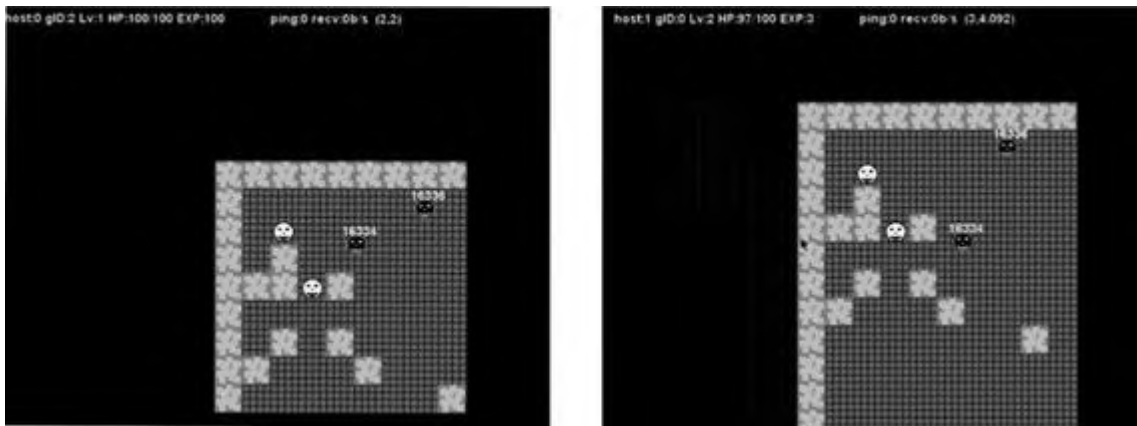 host:0 gID:2 Lv:1 HP:100/100 EXP:100 ping:0 recv:0b/s (2,2)
16336
16334
host:1 gID:0 Lv:2 HP:97/100 EXP:3 ping:0 recv:0b/s (3,4.092)
16334
16334